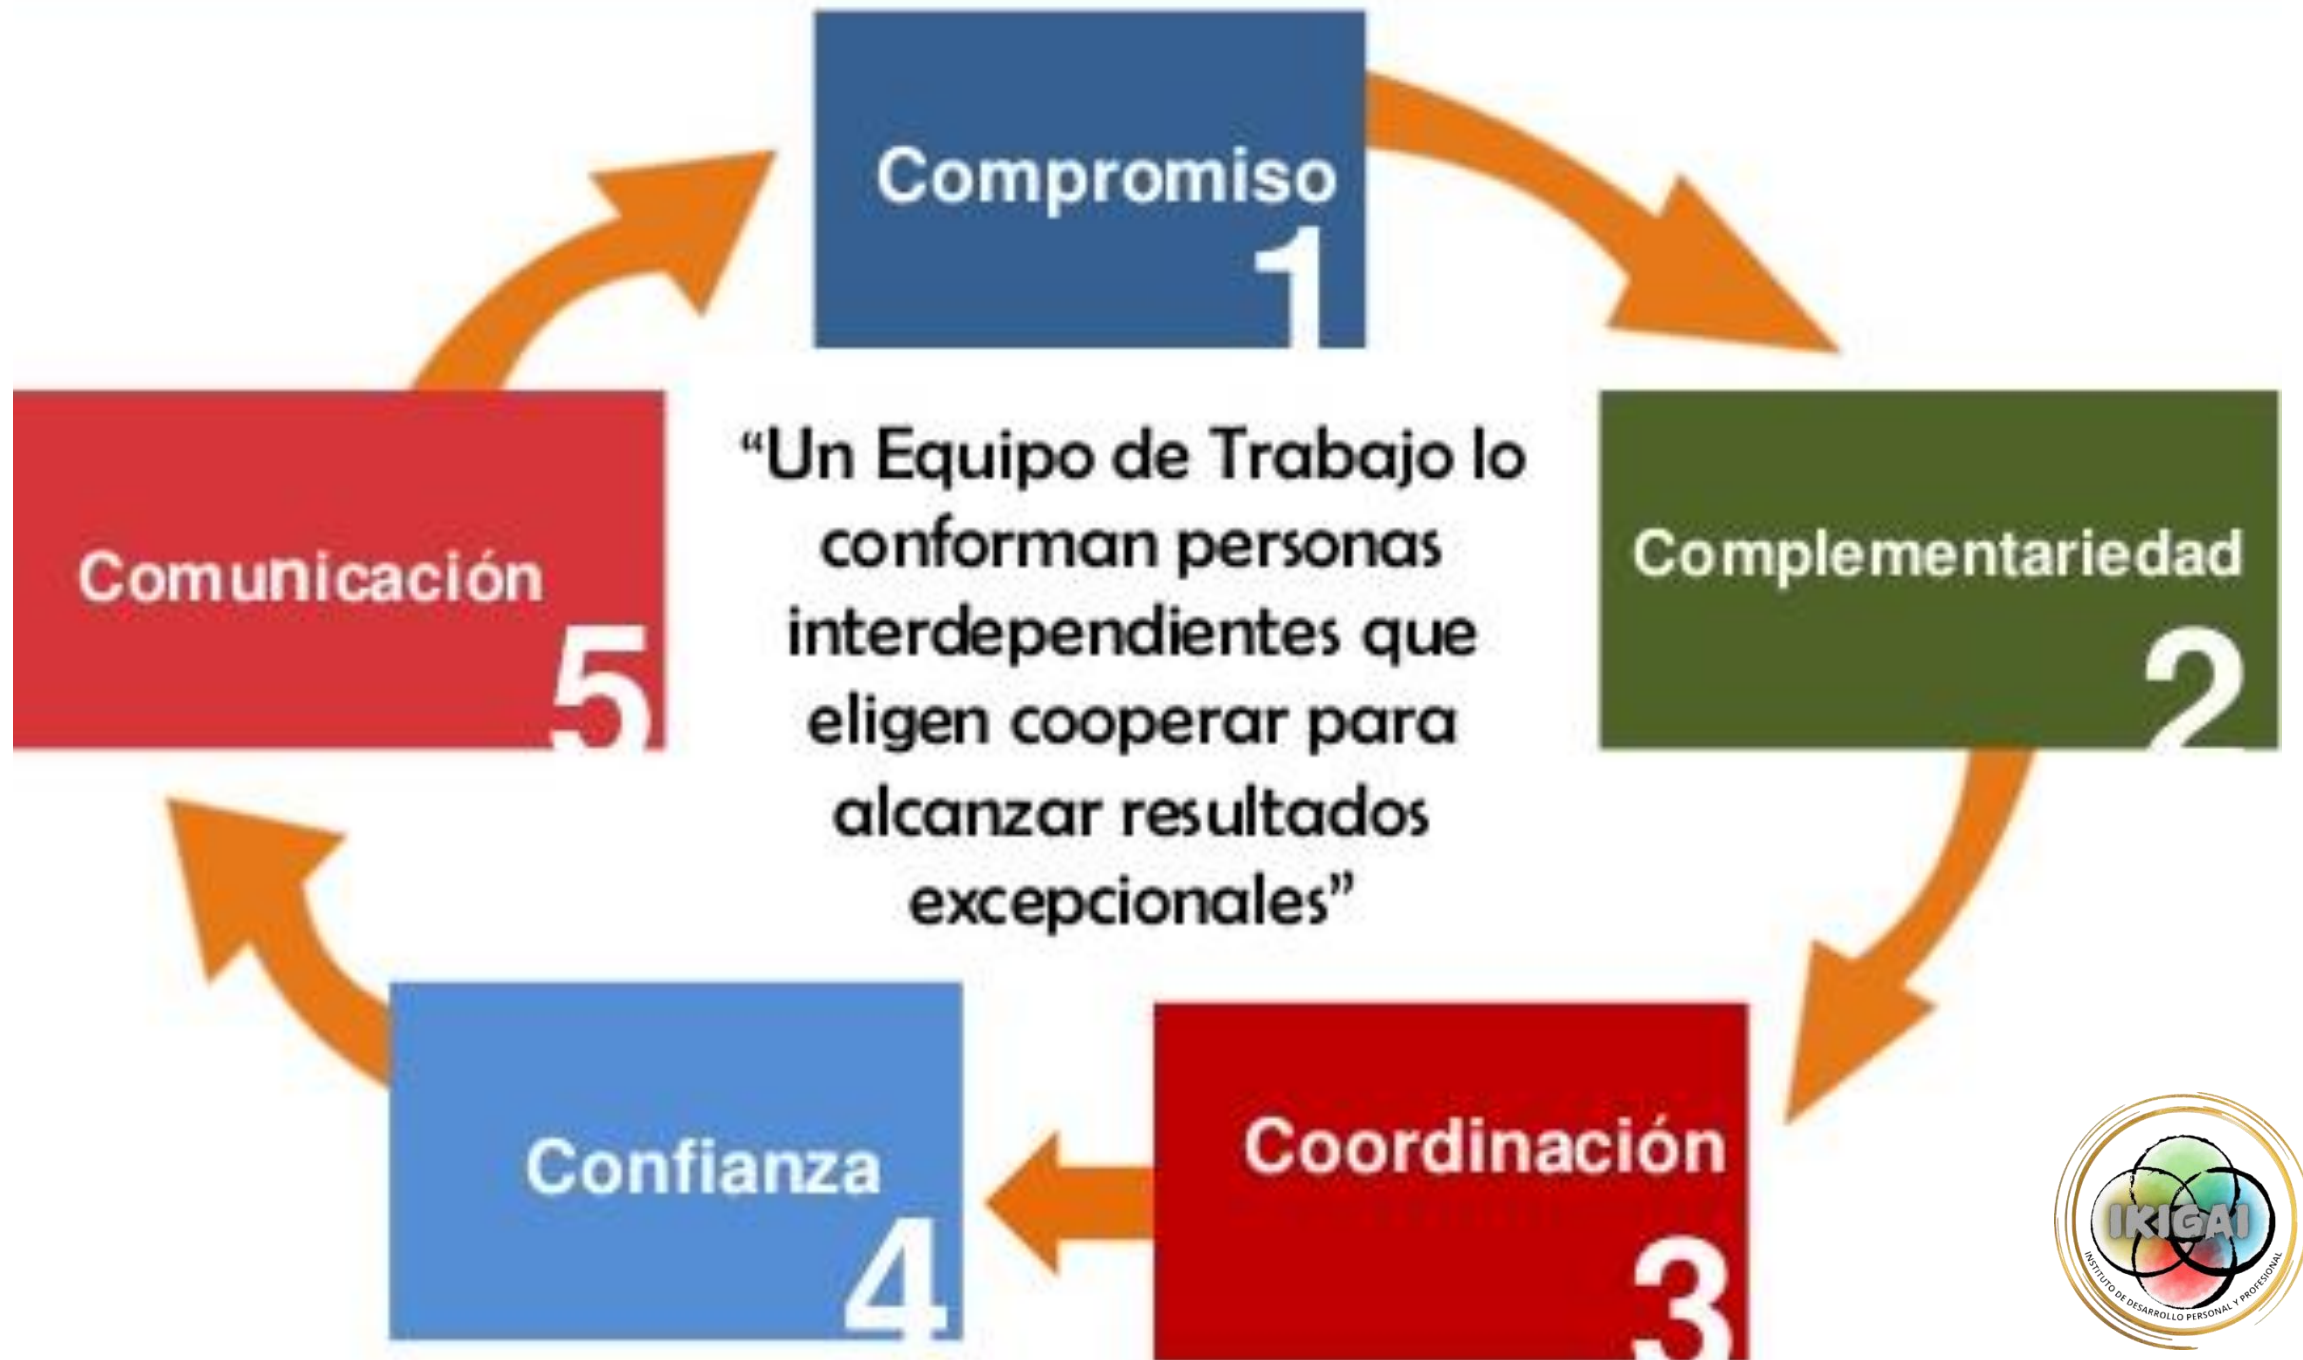 Compromiso
1
Complementariedad
2
Coordinación
3
Confianza
4
Comunicación
5
“Un Equipo de Trabajo lo
conforman personas
interdependientes que
eligen cooperar para
alcanzar resultados
excepcionales”
IKIGAI
INSTITUTO DE DESARROLLO PERSONAL Y PROFESIONAL